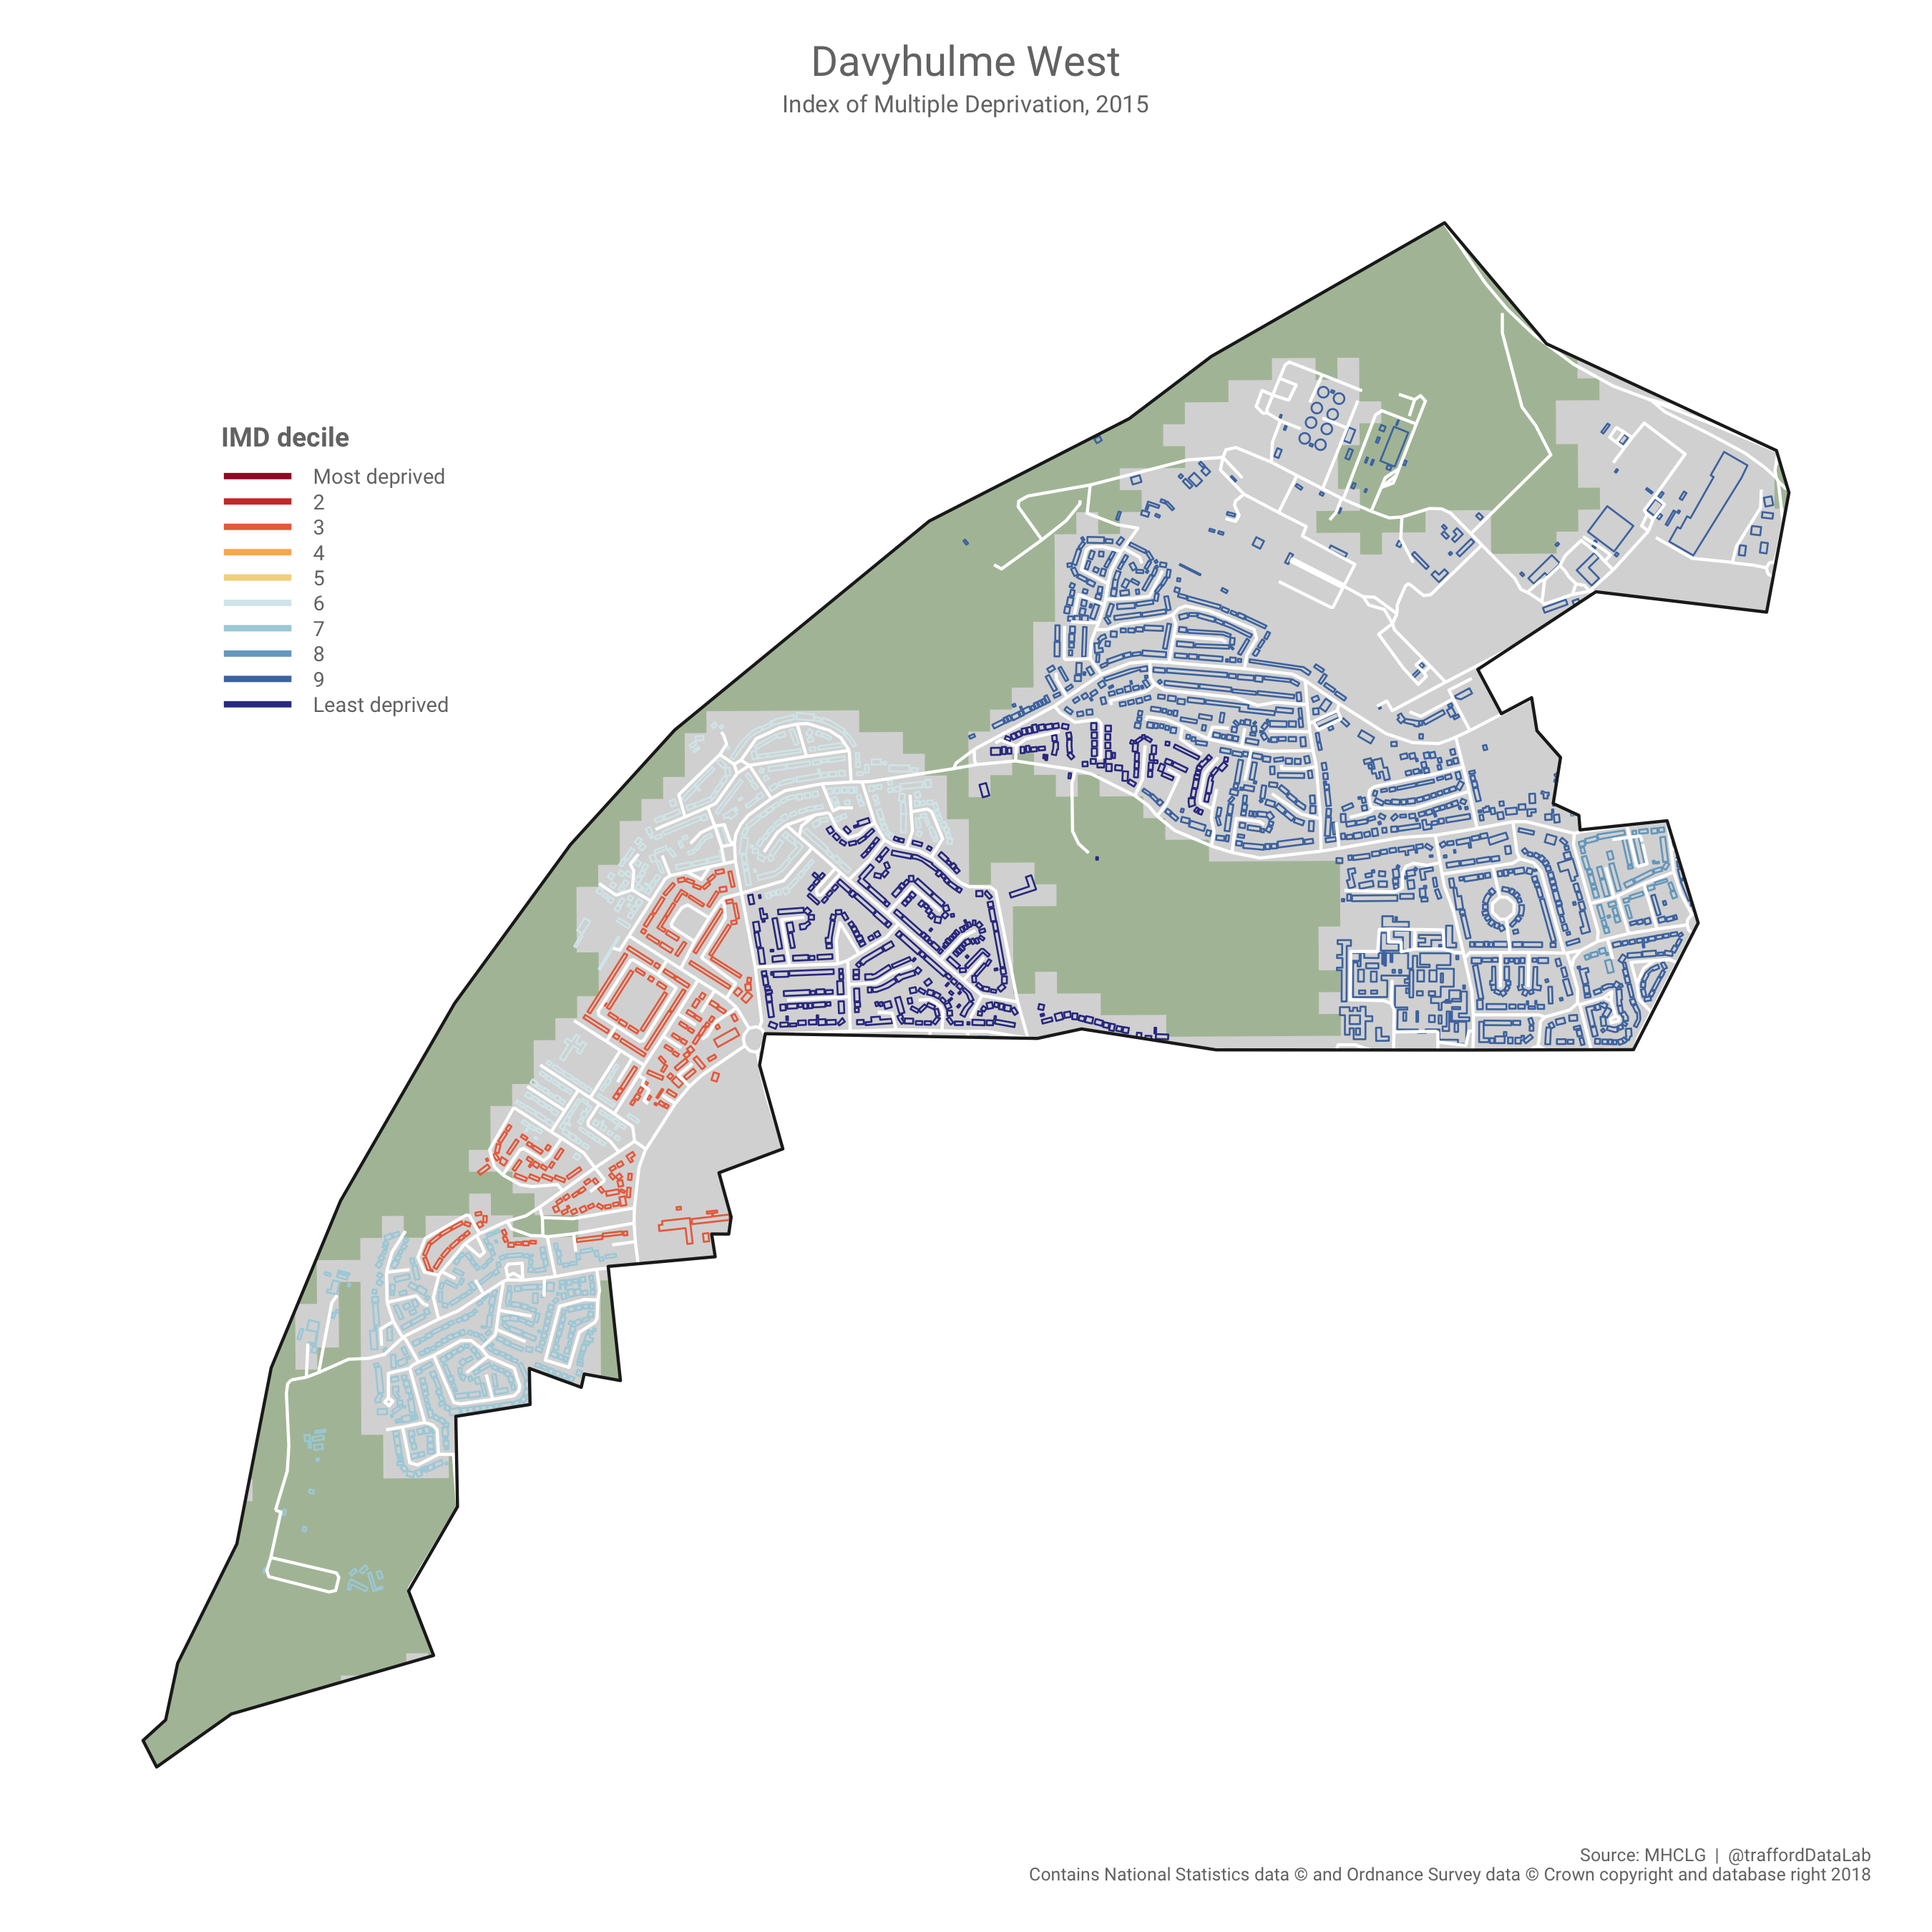 Davyhulme West
Index of Multiple Deprivation, 2015
IMD decile
Most deprived
2
3
4
5
6
7
8
9
Least deprived
Source: MHCLG | @traffordDataLab
Contains National Statistics data © and Ordnance Survey data © Crown copyright and database right 2018